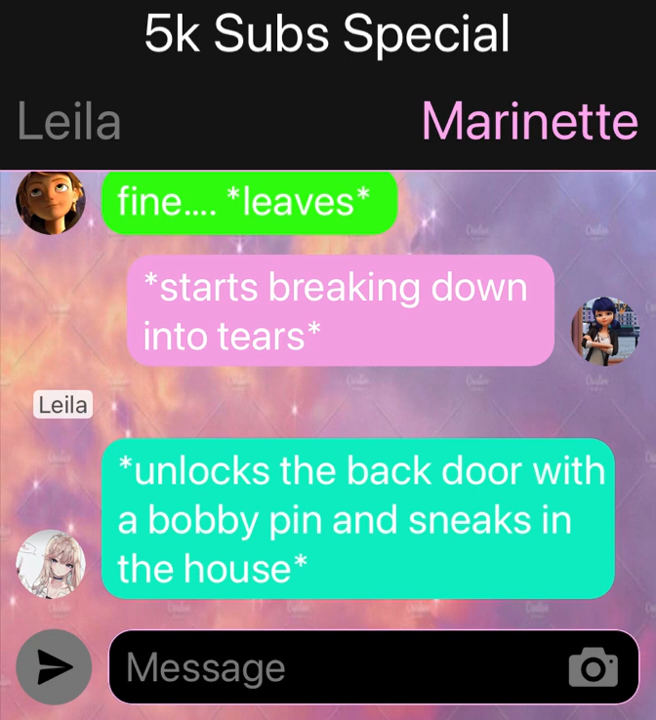 5k Subs Special
Leila
Marinette
fine.... *leaves*
*starts breaking down
into tears*
Leila
*unlocks the back door with
a bobby pin and sneaks in
the house*
Message